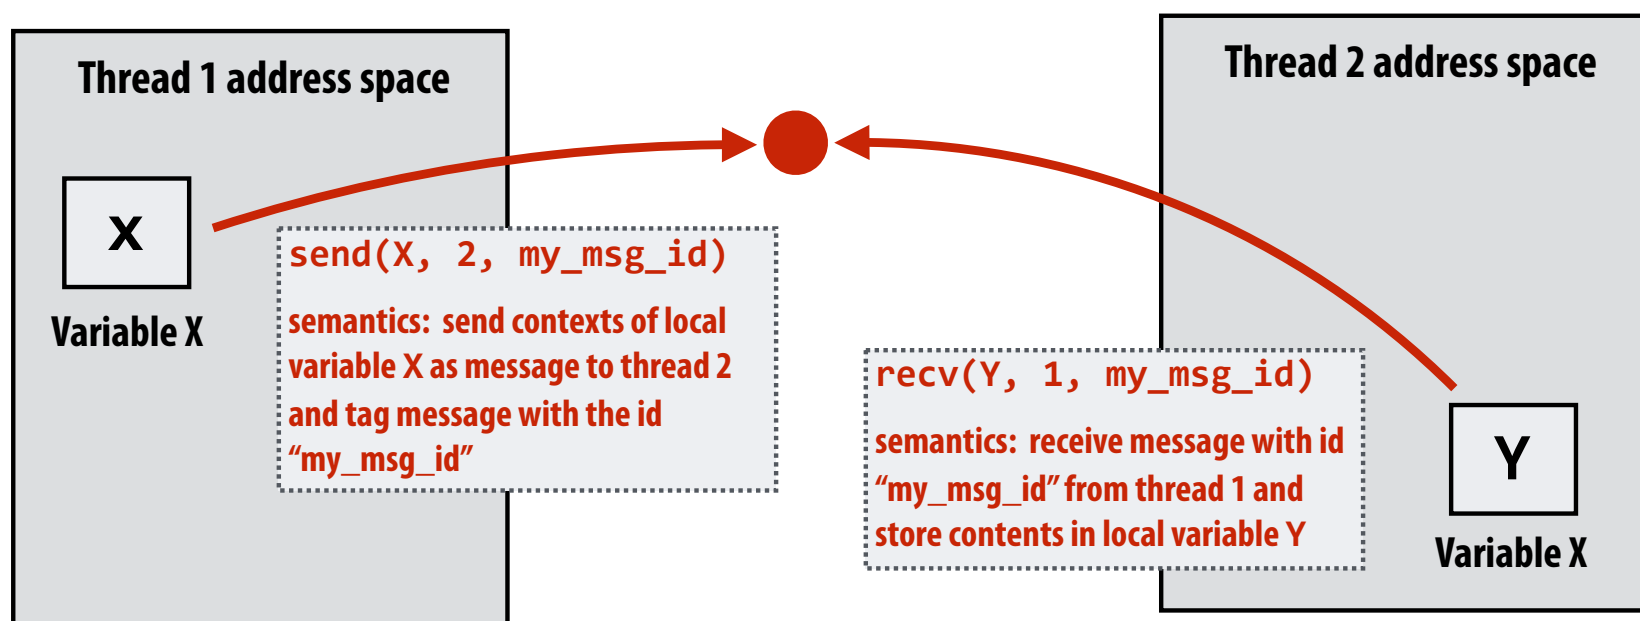 Thread 1 address space
x
Variable X
send(X, 2, my_msg_id)
semantics: send contexts of local
variable X as message to thread 2
and tag message with the id
“my_msg_id”
Thread 2 address space
recv(Y, 1, my_msg_id)
semantics: receive message with id
“my_msg_id” from thread 1 and
store contents in local variable Y
Y
Variable X